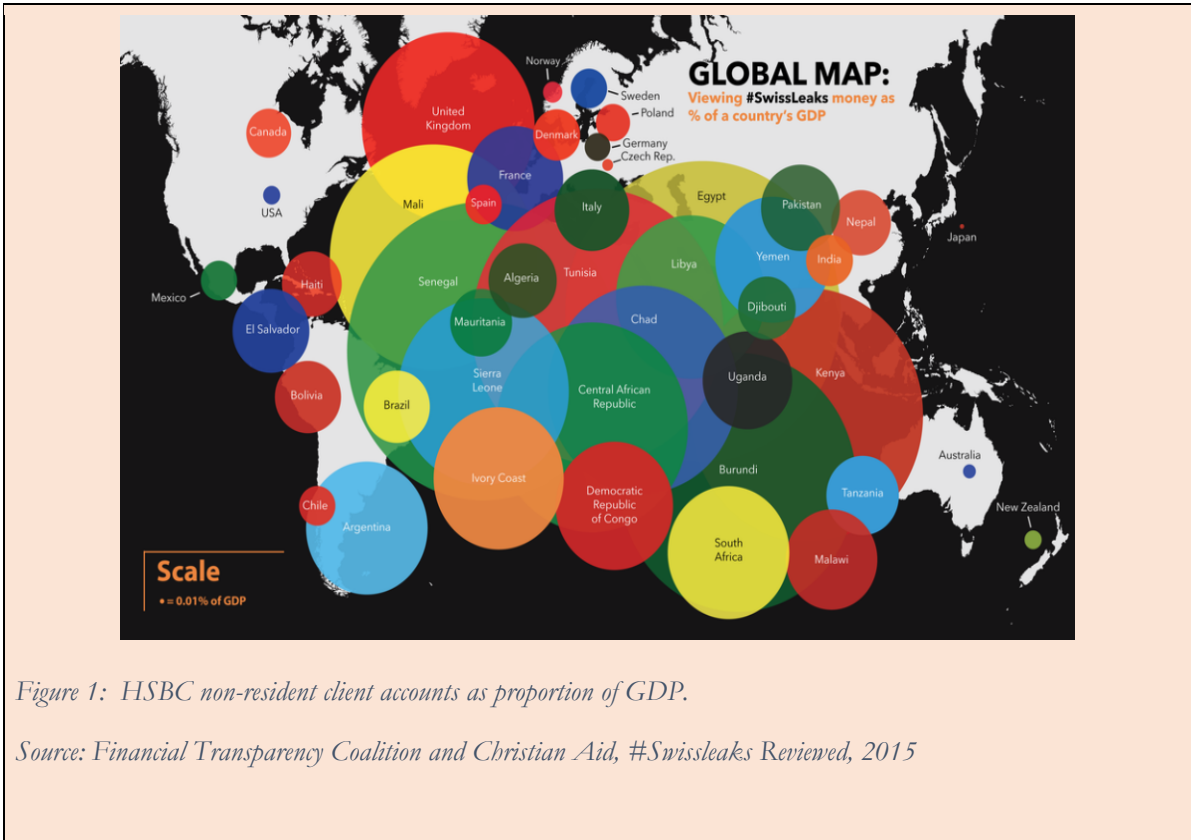 GLOBAL MAP:
Viewing #SwissLeaks money as
% of a country's GDP
Norway
Sweden
Poland
Denmark
Germany
Czech Rep.
United
Kingdom
Canada
USA
France
Mali
Spain
Italy
Egypt
Pakistan
Nepal
Japan
Mexico
Haiti
Senegal
Algeria
Tunisia
Libya
Yemen
India
El Salvador
Mauritania
Chad
Djibouti
Bolivia
Brazil
Sierra
Leone
Central African
Republic
Uganda
Kenya
Australia
Ivory Coast
Burundi
Tanzania
Chile
Argentina
Democratic
Republic
of Congo
South
Africa
Malawi
New Zealand
Scale
• = 0.01% of GDP
Figure 1: HSBC non-resident client accounts as proportion of GDP.
Source: Financial Transparency Coalition and Christian Aid, #Swissleaks Reviewed, 2015